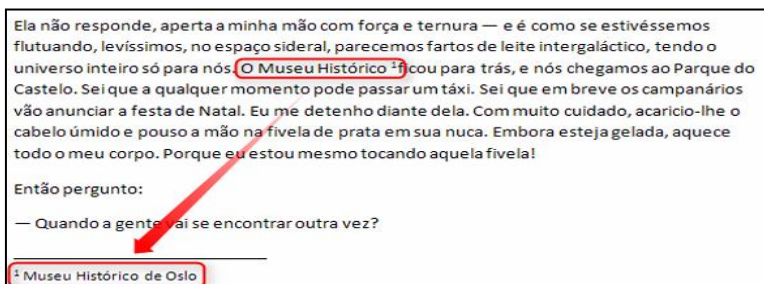 Ela não responde, aperta a minha mão com força e ternura — e é como se estivéssemos
flutuando, levíssimos, no espaço sideral, parecemos fartos de leite intergaláctico, tendo o
universo inteiro só para nós. O Museu Histórico ¹ficou para trás, e nós chegamos ao Parque do
Castelo. Sei que a qualquer momento pode passar um táxi. Sei que em breve os campanários
vão anunciar a festa de Natal. Eu me detenho diante dela. Com muito cuidado, acaricio-lhe o
cabelo úmido e pouso a mão na fivela de prata em sua nuca. Embora esteja gelada, aquece
todo o meu corpo. Porque eu estou mesmo tocando aquela fivela!
Então pergunto:
— Quando a gente vai se encontrar outra vez?
¹ Museu Histórico de Oslo